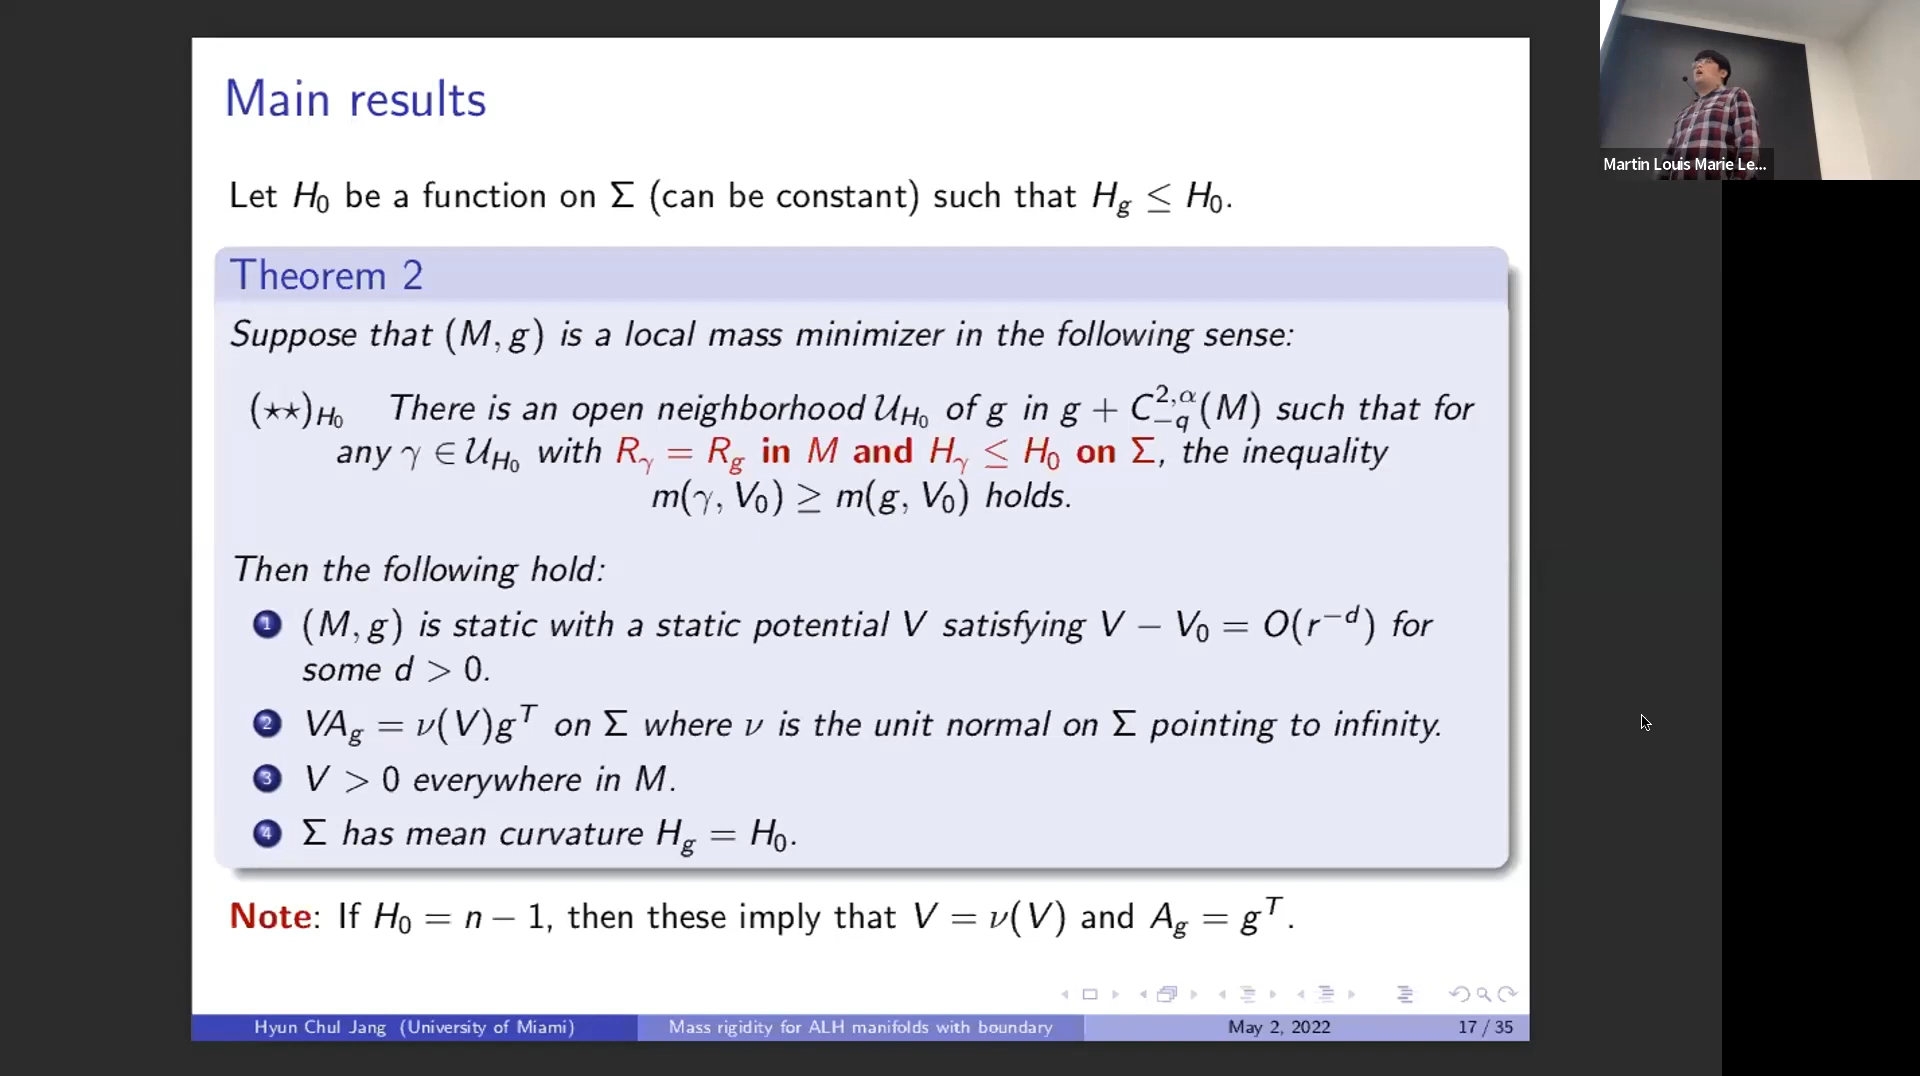 Martin Louis Marie Le...
Main results
Let H₀ be a function on Σ (can be constant) such that H_g ≤ H₀.
Theorem 2
Suppose that (M, g) is a local mass minimizer in the following sense:
(⋆⋆)_{H₀} There is an open neighborhood 𝒰_{H₀} of g in g + C^{2,α}_{−q}(M) such that for
any γ ∈ 𝒰_{H₀} with R_γ = R_g in M and H_γ ≤ H₀ on Σ, the inequality
m(γ, V₀) ≥ m(g, V₀) holds.
Then the following hold:
1 (M, g) is static with a static potential V satisfying V − V₀ = O(r^{−d}) for
some d > 0.
2 VA_g = ν(V)g^T on Σ where ν is the unit normal on Σ pointing to infinity.
3 V > 0 everywhere in M.
4 Σ has mean curvature H_g = H₀.
Note: If H₀ = n − 1, then these imply that V = ν(V) and A_g = g^T.
Hyun Chul Jang (University of Miami) Mass rigidity for ALH manifolds with boundary May 2, 2022 17 / 35